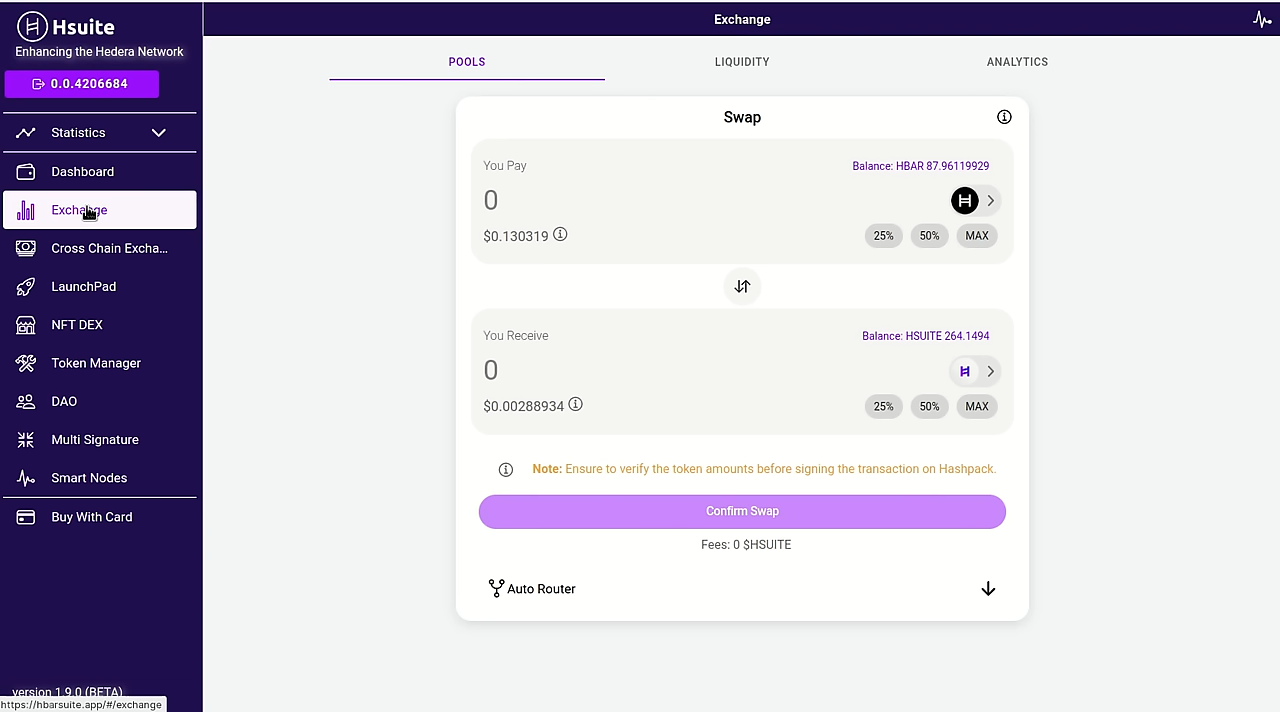 Hsuite
Enhancing the Hedera Network
0.0.4206684
Statistics
Dashboard
Exchange
Cross Chain Excha...
LaunchPad
NFT DEX
Token Manager
DAO
Multi Signature
Smart Nodes
Buy With Card
version 1.9.0 (BETA)
https://hbarsuite.app/#/exchange
Exchange
POOLS
LIQUIDITY
ANALYTICS
Swap
You Pay
Balance: HBAR 87.96119929
0
$0.130319
25%
50%
MAX
You Receive
Balance: HSUITE 264.1494
0
$0.00288934
25%
50%
MAX
Note: Ensure to verify the token amounts before signing the transaction on Hashpack.
Confirm Swap
Fees: 0 $HSUITE
Auto Router